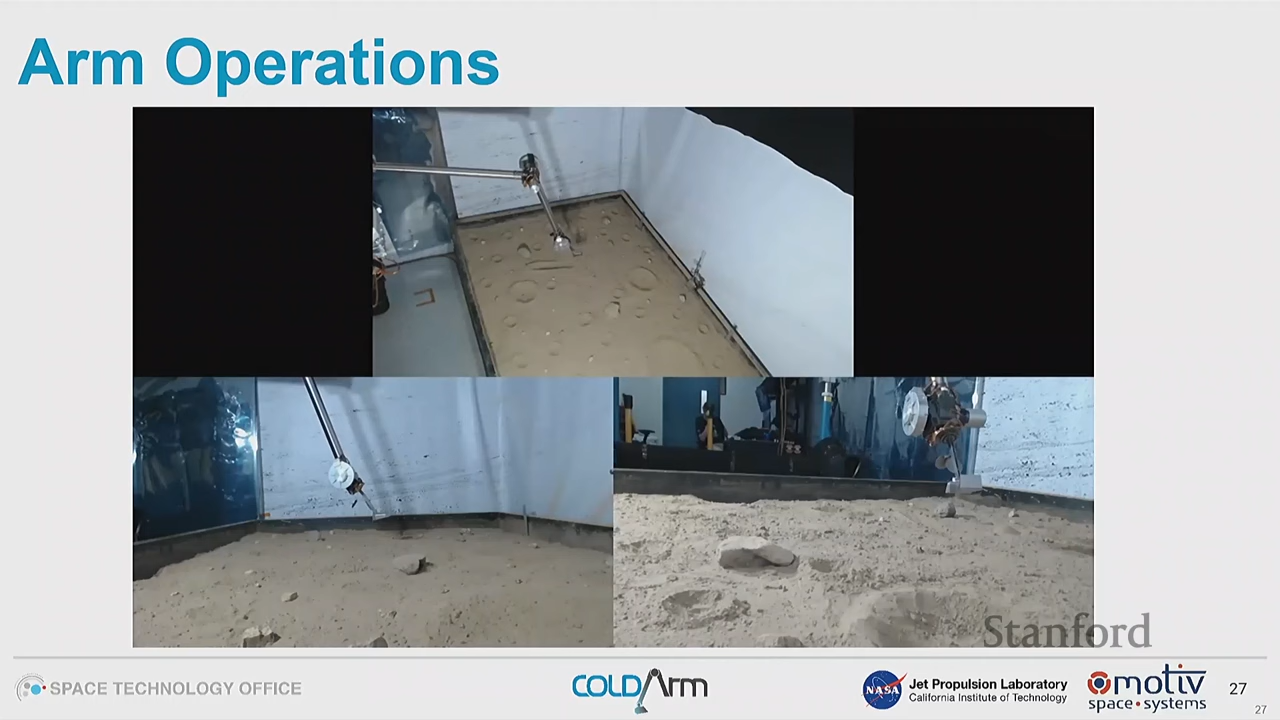 Arm Operations
Stanford
SPACE TECHNOLOGY OFFICE
COLDArm
NASA
Jet Propulsion Laboratory
California Institute of Technology
motiv
space•systems
27
27